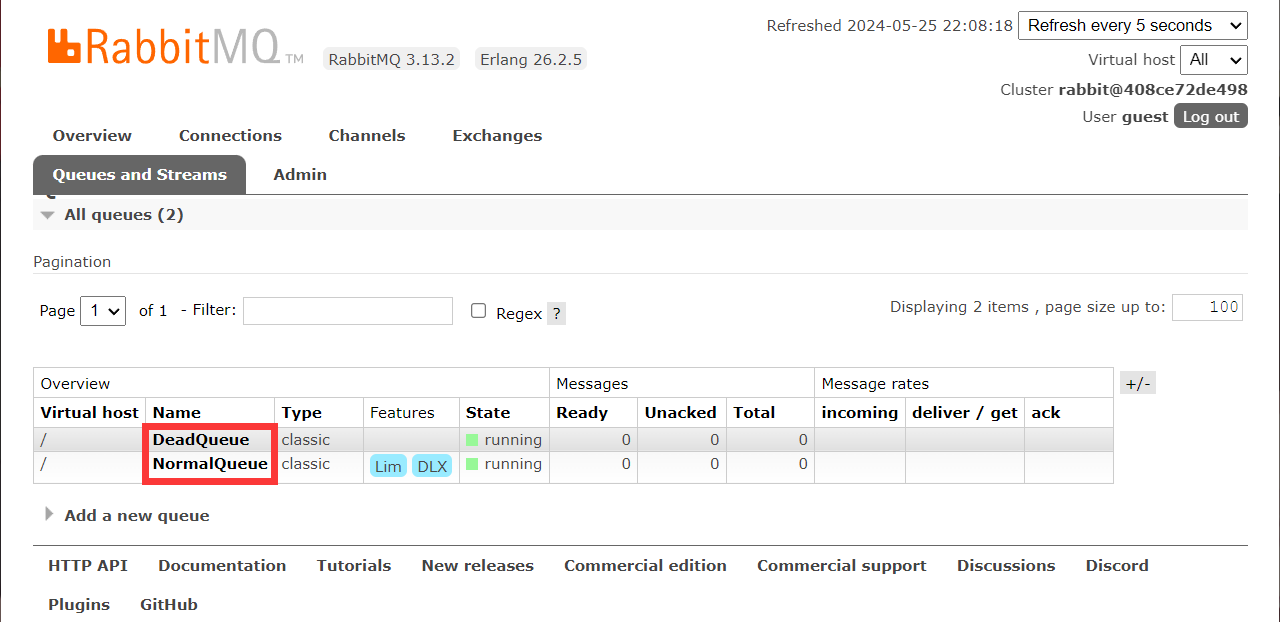 RabbitMQ TM RabbitMQ 3.13.2 Erlang 26.2.5
Refreshed 2024-05-25 22:08:18 Refresh every 5 seconds
Virtual host All
Cluster rabbit@408ce72de498
User guest Log out
Overview Connections Channels Exchanges
Queues and Streams Admin
All queues (2)
Pagination
Page 1 of 1 - Filter: Regex ? Displaying 2 items , page size up to: 100
Overview Messages Message rates +/-
Virtual host Name Type Features State Ready Unacked Total incoming deliver / get ack
/ DeadQueue classic running 0 0 0
/ NormalQueue classic Lim DLX running 0 0 0
Add a new queue
HTTP API Documentation Tutorials New releases Commercial edition Commercial support Discussions Discord
Plugins GitHub